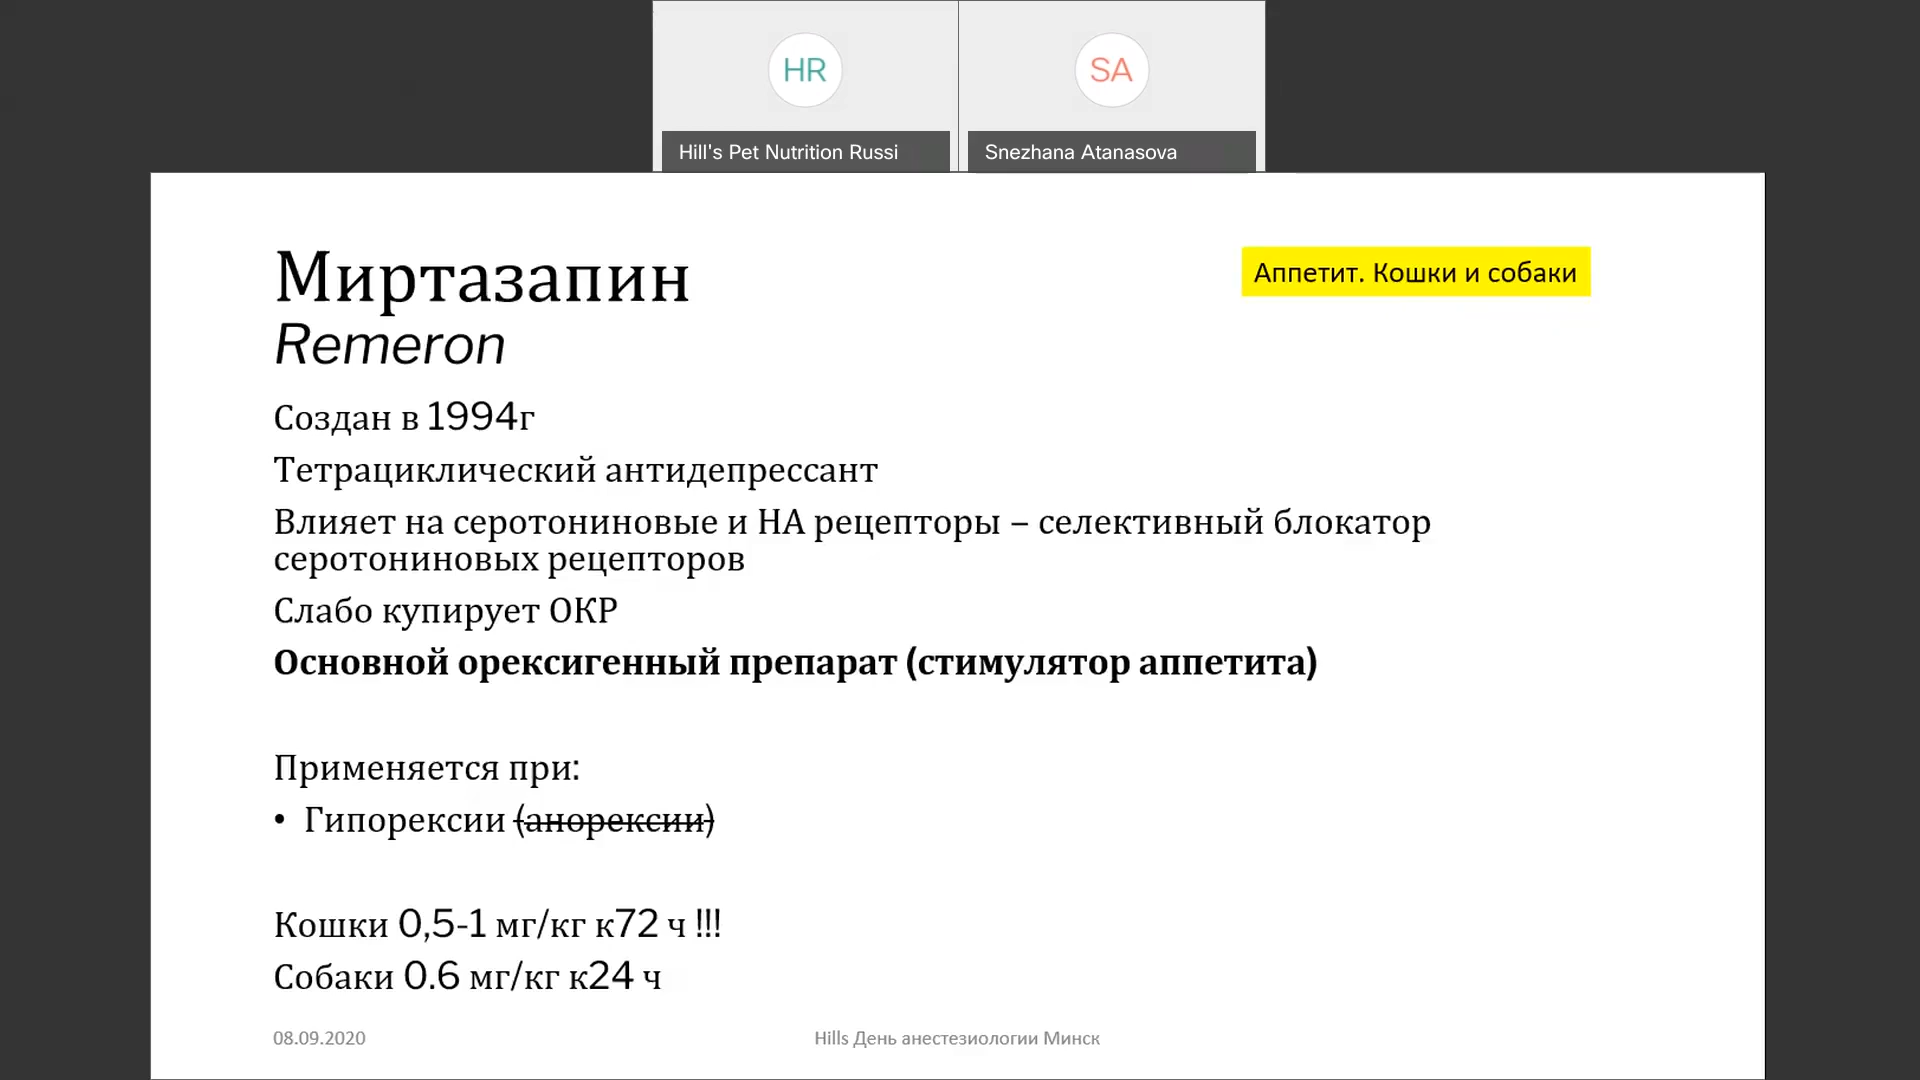 HR
SA
Hill's Pet Nutrition Russi
Snezhana Atanasova
Миртазапин
Аппетит. Кошки и собаки
Remeron
Создан в 1994г
Тетрациклический антидепрессант
Влияет на серотониновые и НА рецепторы – селективный блокатор
серотониновых рецепторов
Слабо купирует ОКР
Основной орексигенный препарат (стимулятор аппетита)
Применяется при:
• Гипорексии (анорексии)
Кошки 0,5-1 мг/кг к72 ч !!!
Собаки 0.6 мг/кг к24 ч
08.09.2020
Hills День анестезиологии Минск